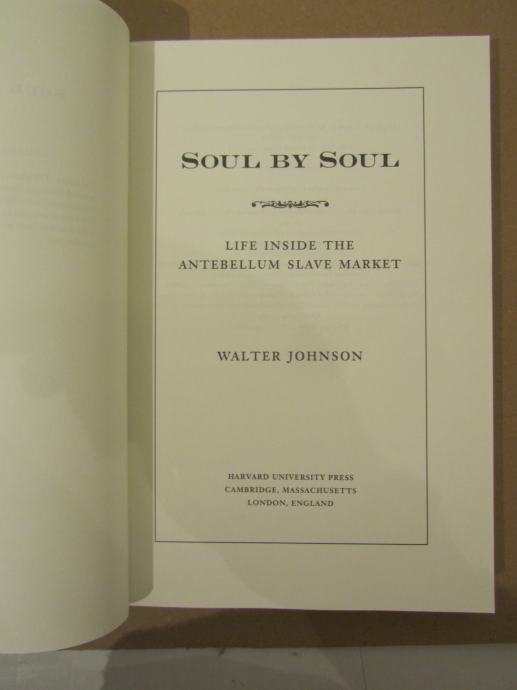 SOUL BY SOUL
LIFE INSIDE THE
ANTEBELLUM SLAVE MARKET
WALTER JOHNSON
HARVARD UNIVERSITY PRESS
CAMBRIDGE, MASSACHUSETTS
LONDON, ENGLAND